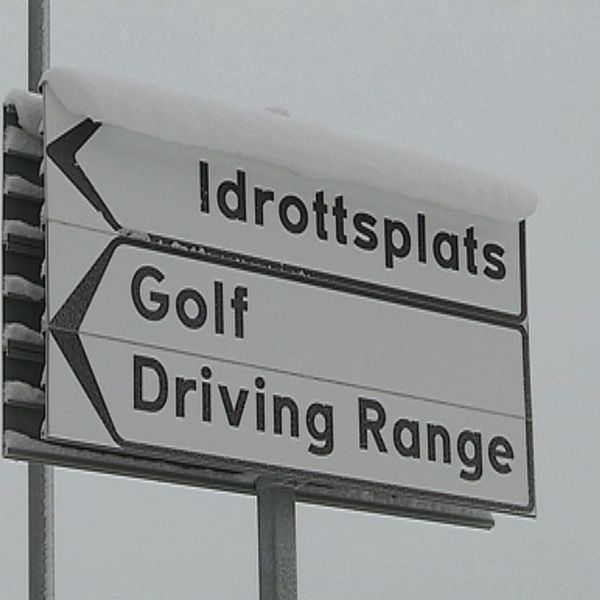 Idrottsplats
Golf
Driving Range